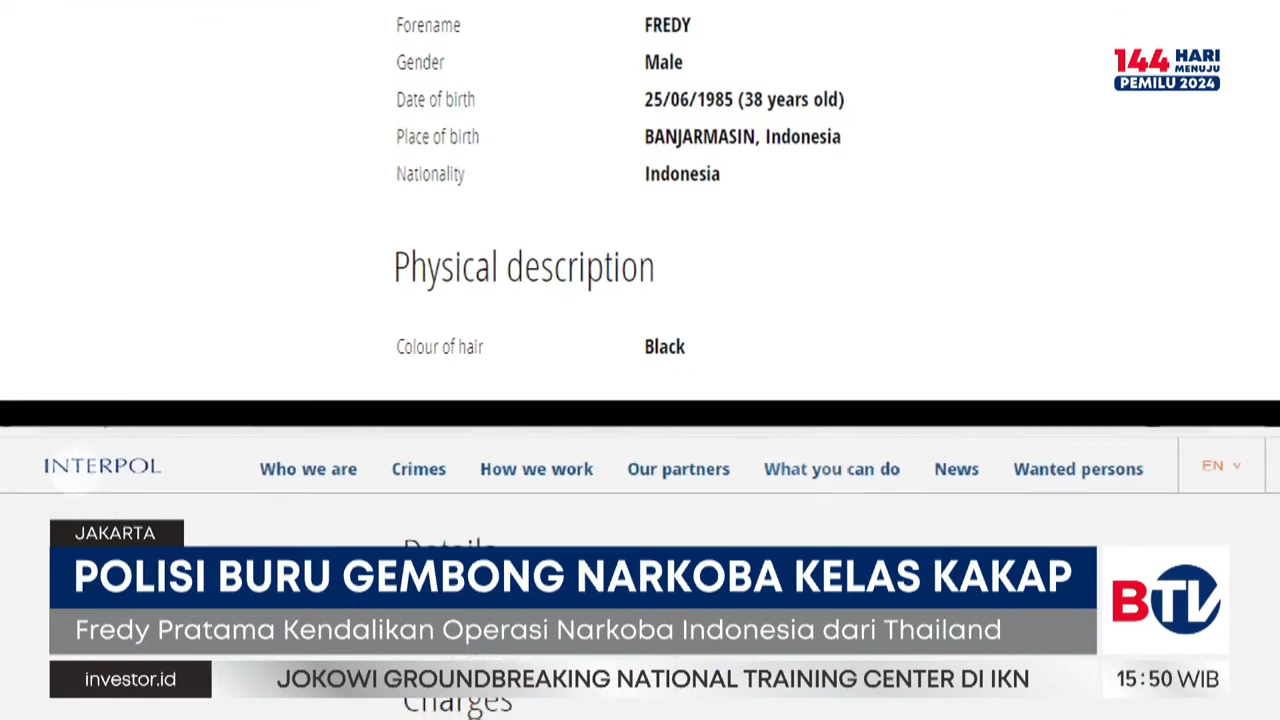 Forename FREDY
Gender Male
Date of birth 25/06/1985 (38 years old)
Place of birth BANJARMASIN, Indonesia
Nationality Indonesia
144 HARI
MENUJU
PEMILU 2024
Physical description
Colour of hair Black
INTERPOL Who we are Crimes How we work Our partners What you can do News Wanted persons EN
Details
JAKARTA
POLISI BURU GEMBONG NARKOBA KELAS KAKAP
Fredy Pratama Kendalikan Operasi Narkoba Indonesia dari Thailand
BTV
investor.id JOKOWI GROUNDBREAKING NATIONAL TRAINING CENTER DI IKN 15:50 WIB
Charges